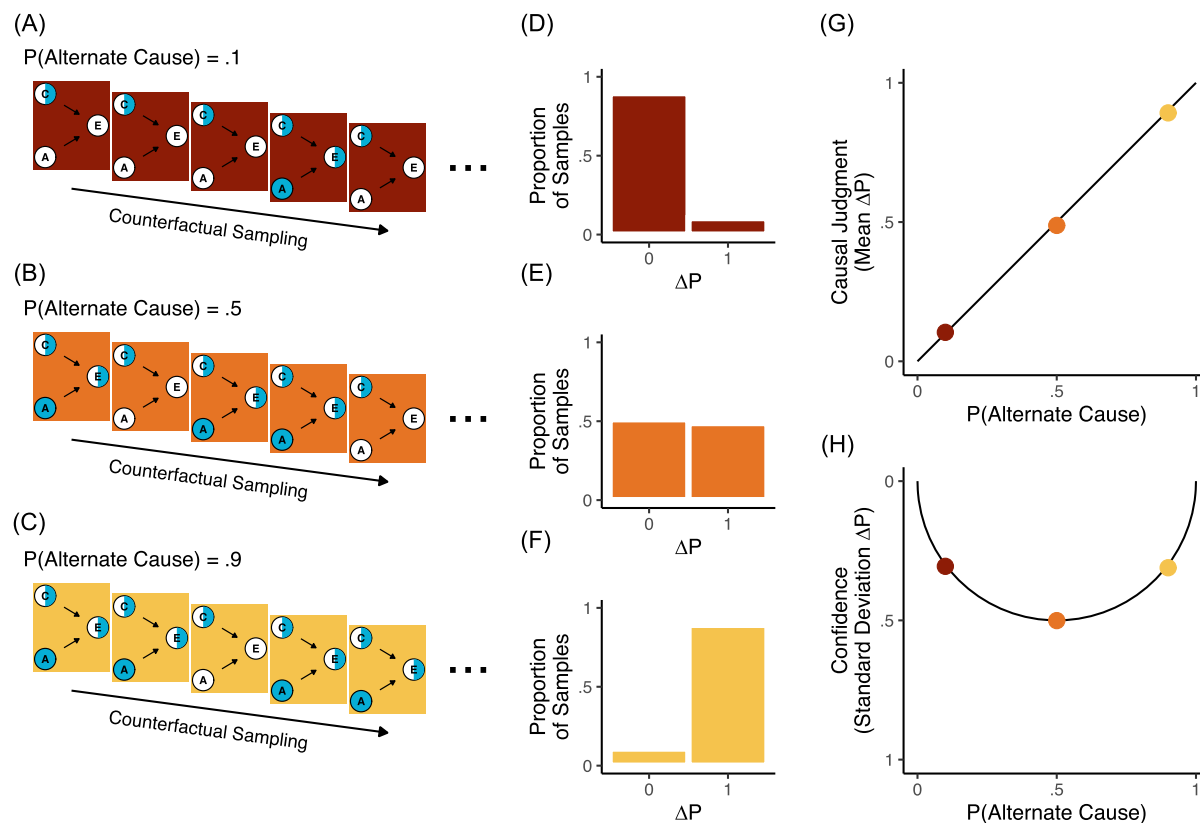 (A)
P(Alternate Cause) = .1
C
A
E
C
A
E
C
A
E
C
A
E
C
A
E
...
Counterfactual Sampling
(B)
P(Alternate Cause) = .5
C
A
E
C
A
E
C
A
E
C
A
E
C
A
E
...
Counterfactual Sampling
(C)
P(Alternate Cause) = .9
C
A
E
C
A
E
C
A
E
C
A
E
C
A
E
...
Counterfactual Sampling
(D)
Proportion
of Samples
1
.5
0
0 1
ΔP
(E)
Proportion
of Samples
1
.5
0
0 1
ΔP
(F)
Proportion
of Samples
1
.5
0
0 1
ΔP
(G)
Causal Judgment
(Mean ΔP)
1
.5
0
0 .5 1
P(Alternate Cause)
(H)
Confidence
(Standard Deviation ΔP)
0
.5
1
0 .5 1
P(Alternate Cause)